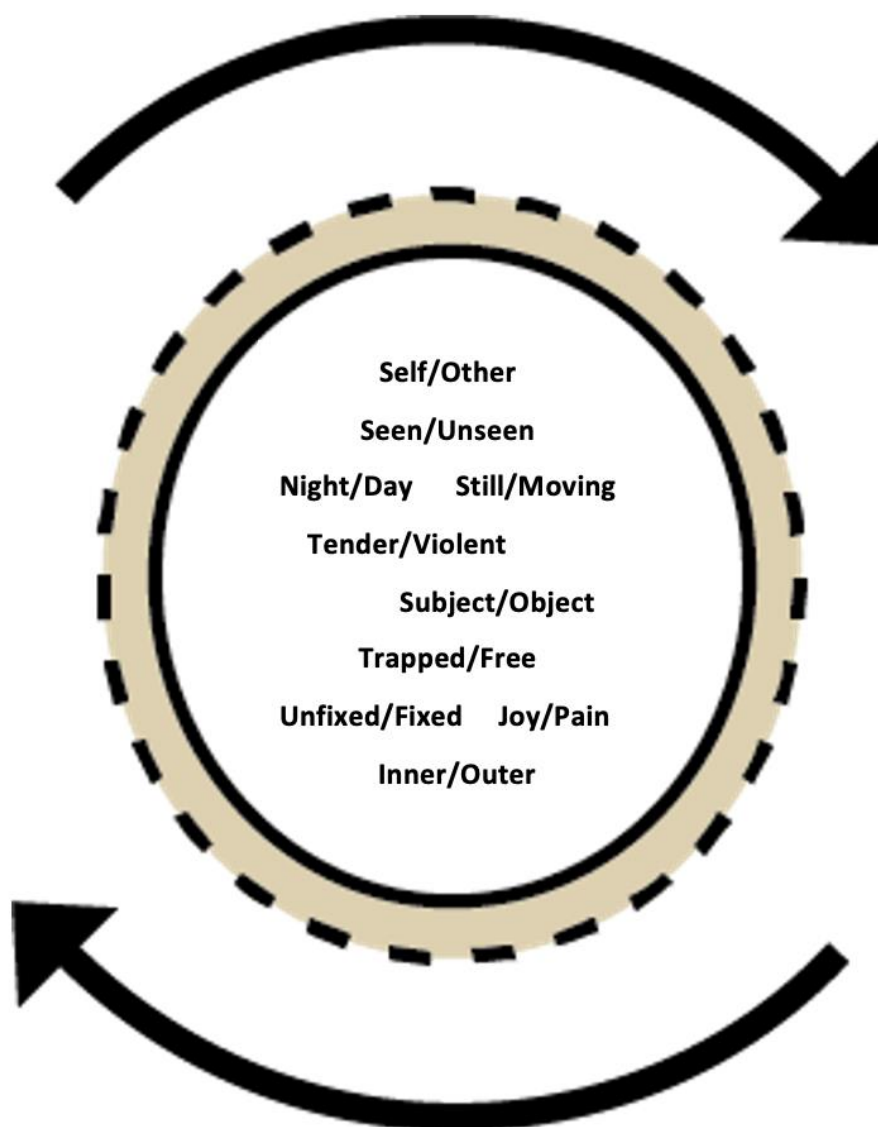 Self/Other
Seen/Unseen
Night/Day Still/Moving
Tender/Violent
Subject/Object
Trapped/Free
Unfixed/Fixed Joy/Pain
Inner/Outer